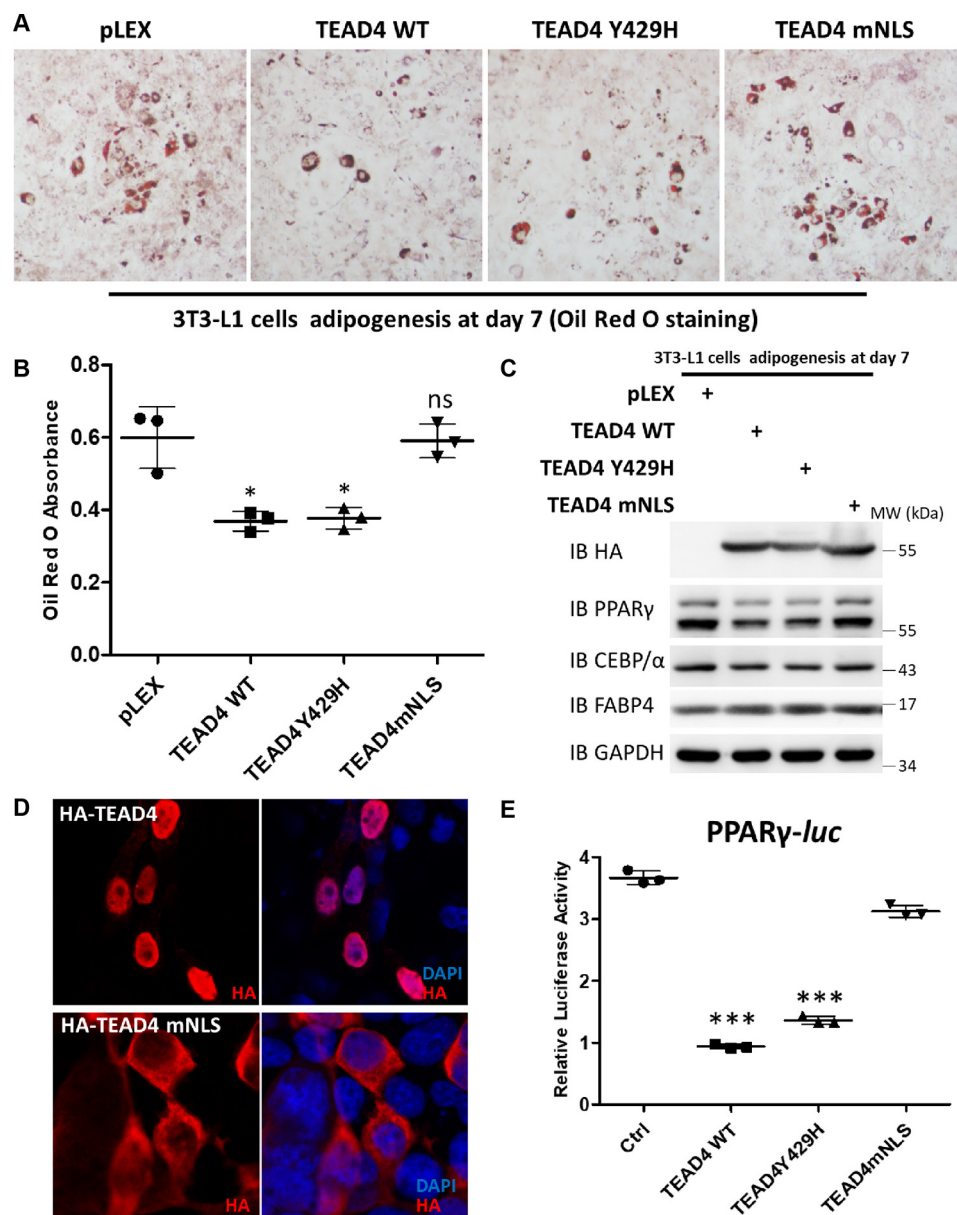 A
pLEX TEAD4 WT TEAD4 Y429H TEAD4 mNLS
3T3-L1 cells adipogenesis at day 7 (Oil Red O staining)
B
Oil Red O Absorbance
0.8
0.6
0.4
0.2
0.0
*
*
ns
pLEX
TEAD4 WT
TEAD4Y429H
TEAD4mNLS
C
3T3-L1 cells adipogenesis at day 7
pLEX +
TEAD4 WT +
TEAD4 Y429H +
TEAD4 mNLS +
MW (kDa)
IB HA 55
IB PPARγ 55
IB CEBP/α 43
IB FABP4 17
IB GAPDH 34
D
HA-TEAD4
HA
DAPI
HA
HA-TEAD4 mNLS
HA
DAPI
HA
E
PPARγ-luc
Relative Luciferase Activity
4
3
2
1
0
***
***
Ctrl
TEAD4 WT
TEAD4Y429H
TEAD4mNLS